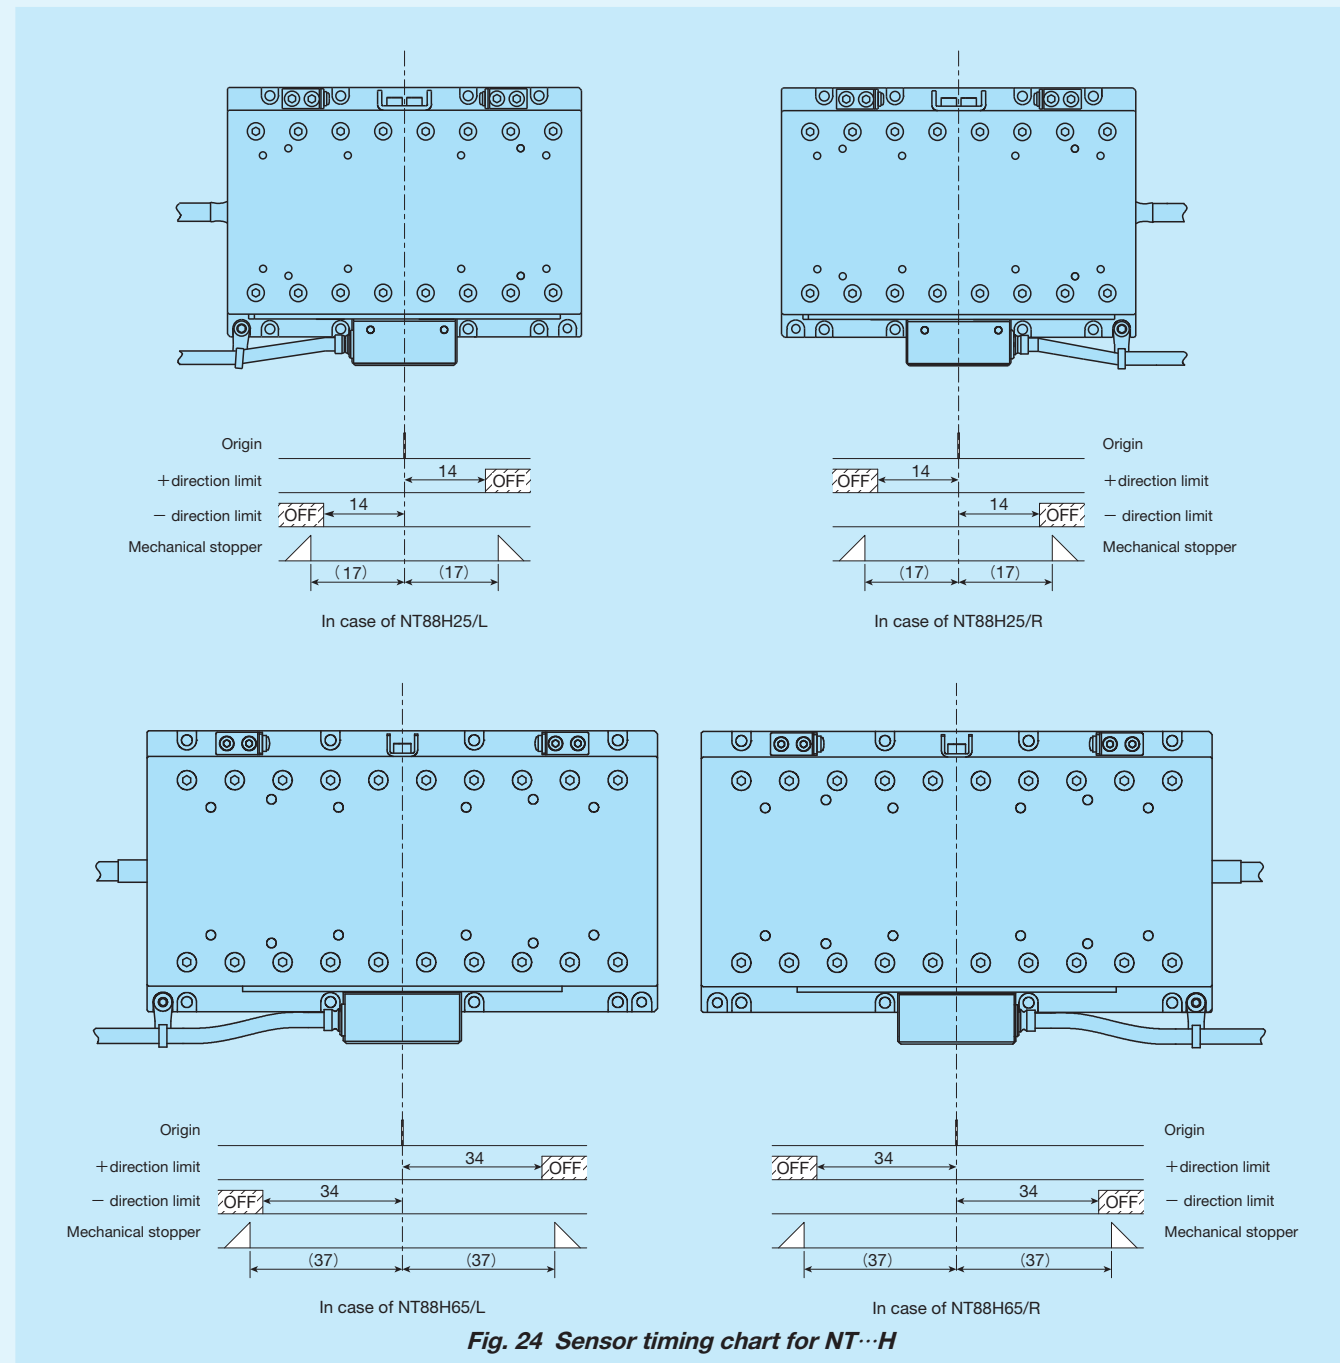 Origin
+direction limit
14
OFF
− direction limit
OFF
14
Mechanical stopper
(17)
(17)
In case of NT88H25/L
Origin
OFF
14
+direction limit
14
OFF
− direction limit
Mechanical stopper
(17)
(17)
In case of NT88H25/R
Origin
+direction limit
34
OFF
− direction limit
OFF
34
Mechanical stopper
(37)
(37)
In case of NT88H65/L
Origin
OFF
34
+direction limit
34
OFF
− direction limit
Mechanical stopper
(37)
(37)
In case of NT88H65/R
Fig. 24 Sensor timing chart for NT···H